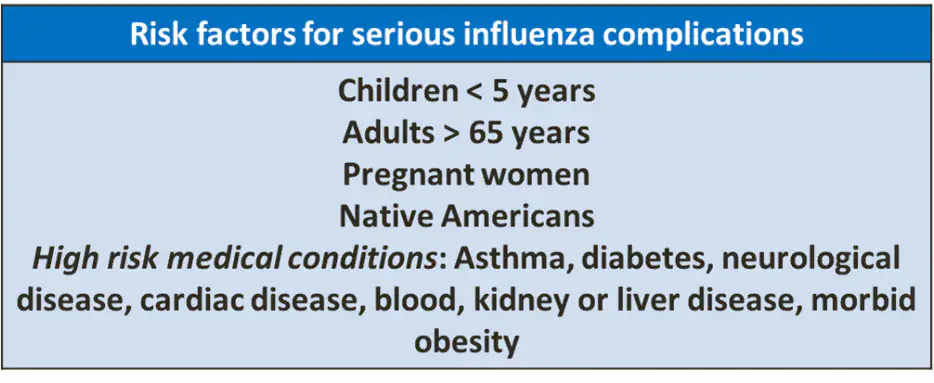 Risk factors for serious influenza complications
Children < 5 years
Adults > 65 years
Pregnant women
Native Americans
High risk medical conditions: Asthma, diabetes, neurological
disease, cardiac disease, blood, kidney or liver disease, morbid
obesity